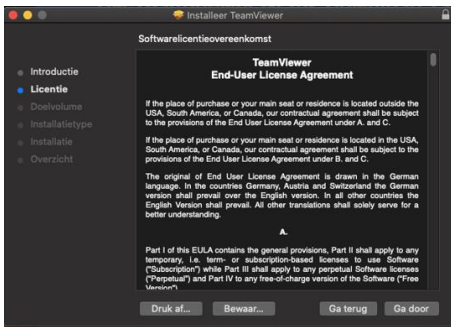 Installeer TeamViewer
Softwarelicentieovereenkomst
Introductie
Licentie
Doelvolume
Installatietype
Installatie
Overzicht
TeamViewer
End-User License Agreement
If the place of purchase or your main seat or residence is located outside the
USA, South America, or Canada, our contractual agreement shall be subject
to the provisions of the End User License Agreement under A. and C.
If the place of purchase or your main seat or residence is located in the USA,
South America, or Canada, our contractual agreement shall be subject to the
provisions of the End User License Agreement under B. and C.
The original of End User License Agreement is drawn in the German
language. In the countries Germany, Austria and Switzerland the German
version shall prevail over the English version. In all other countries the
English Version shall prevail. All other translations shall solely serve for a
better understanding.
A.
Part I of this EULA contains the general provisions, Part II shall apply to any
temporary, i.e. term- or subscription-based licenses to use Software
("Subscription") while Part III shall apply to any perpetual Software licenses
("Perpetual") and Part IV to any free-of-charge version of the Software ("Free
Version").
Druk af...
Bewaar...
Ga terug
Ga door